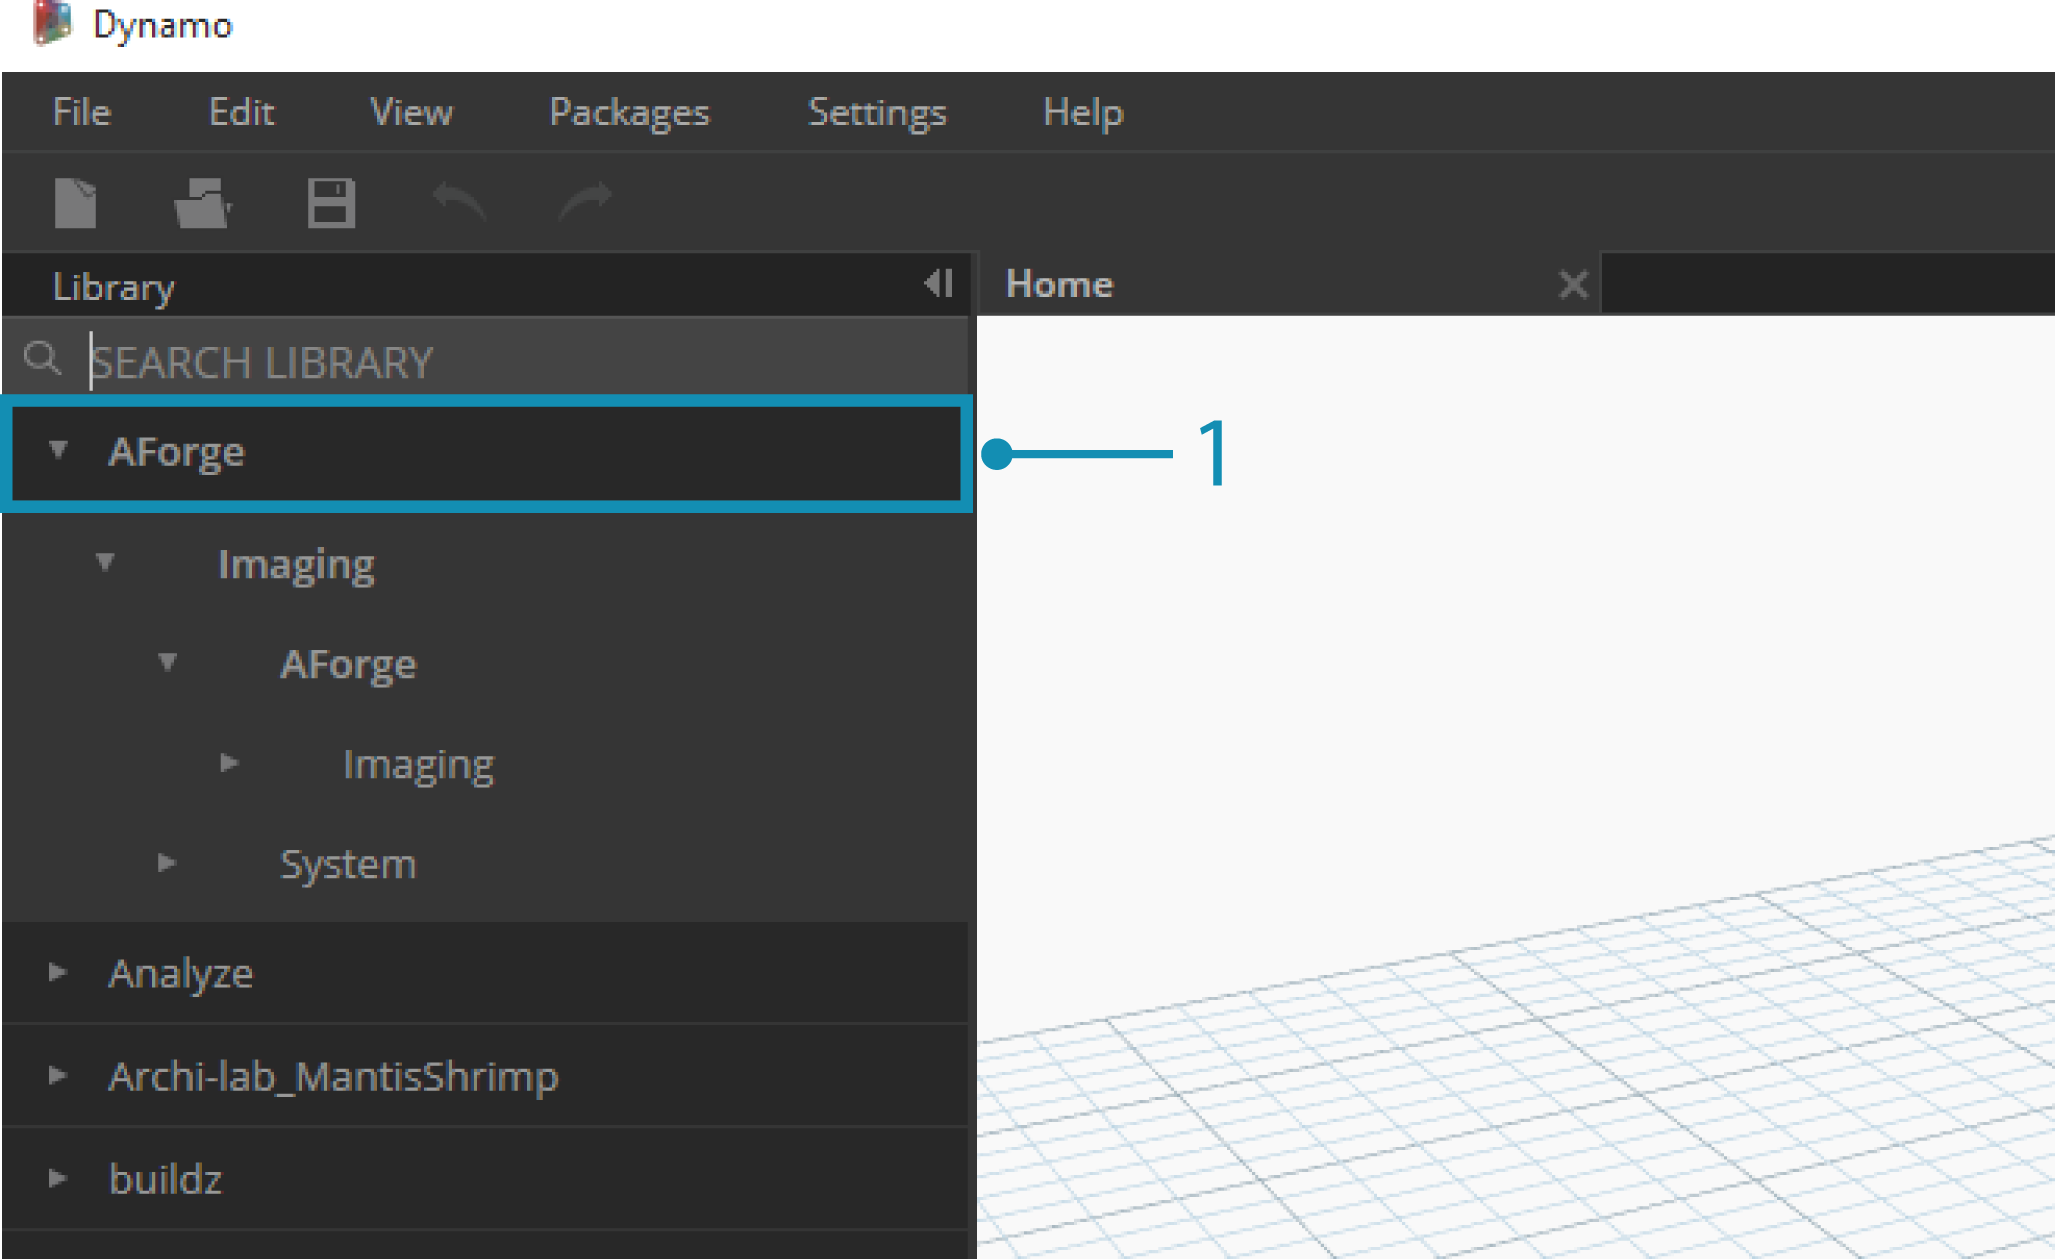 Dynamo
File Edit View Packages Settings Help
Library
Home
SEARCH LIBRARY
AForge
1
Imaging
AForge
Imaging
System
Analyze
Archi-lab_MantisShrimp
buildz